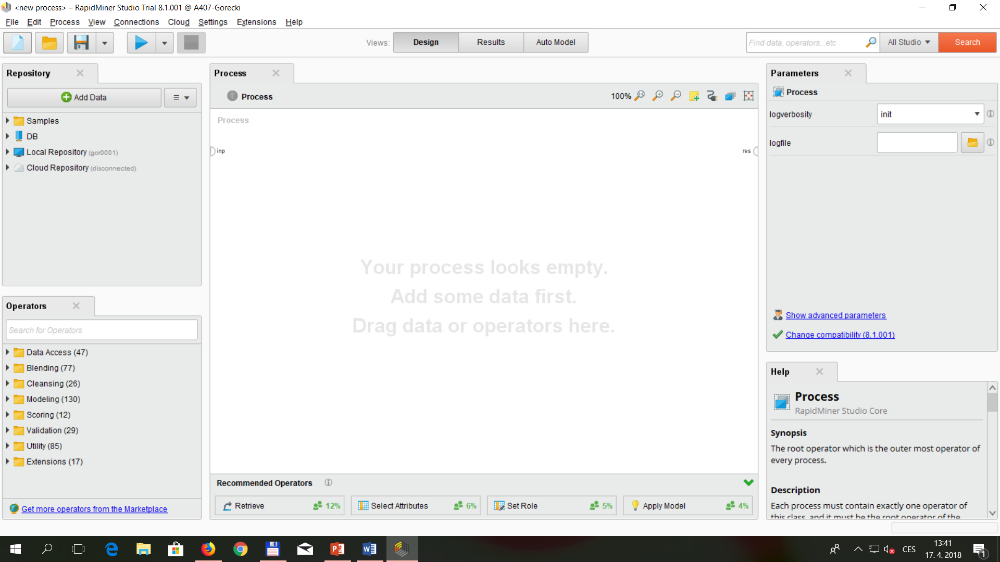 <new process> – RapidMiner Studio Trial 8.1.001 @ A407-Gorecki
File Edit Process View Connections Cloud Settings Extensions Help
Views: Design Results Auto Model
Find data, operators...etc All Studio Search
Repository
Add Data
Samples
DB
Local Repository (gor0001)
Cloud Repository (disconnected)
Operators
Search for Operators
Data Access (47)
Blending (77)
Cleansing (26)
Modeling (130)
Scoring (12)
Validation (29)
Utility (85)
Extensions (17)
Get more operators from the Marketplace
Process
Process
100%
Process
inp
res
Your process looks empty.
Add some data first.
Drag data or operators here.
Recommended Operators
Retrieve 12%
Select Attributes 6%
Set Role 5%
Apply Model 4%
Parameters
Process
logverbosity init
logfile
Show advanced parameters
Change compatibility (8.1.001)
Help
Process
RapidMiner Studio Core
Synopsis
The root operator which is the outer most operator of
every process.
Description
Each process must contain exactly one operator of
this class, and it must be the root operator of the
CES
13:41
17. 4. 2018
1